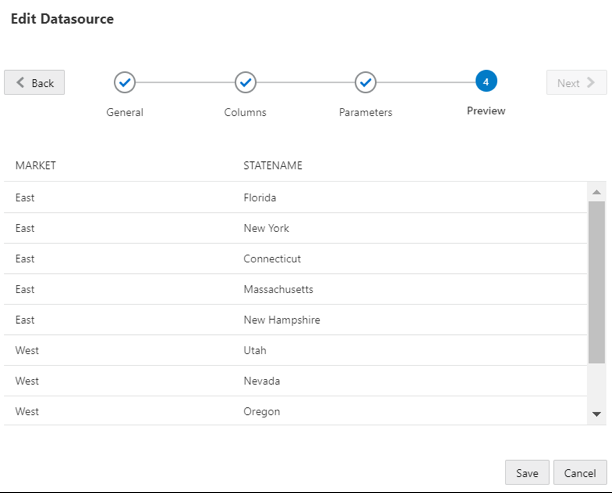 Edit Datasource
Back
4
Next
General
Columns
Parameters
Preview
MARKET STATENAME
East Florida
East New York
East Connecticut
East Massachusetts
East New Hampshire
West Utah
West Nevada
West Oregon
Save Cancel